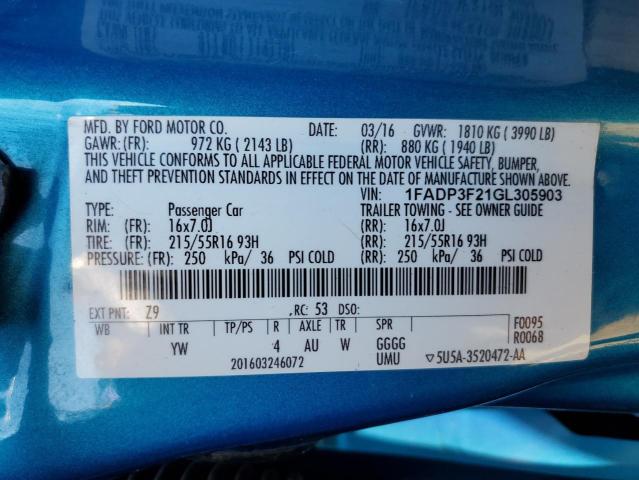 MFD. BY FORD MOTOR CO. DATE: 03/16 GVWR: 1810 KG ( 3990 LB)
GAWR: (FR): 972 KG ( 2143 LB) (RR): 880 KG ( 1940 LB)
THIS VEHICLE CONFORMS TO ALL APPLICABLE FEDERAL MOTOR VEHICLE SAFETY, BUMPER,
AND THEFT PREVENTION STANDARDS IN EFFECT ON THE DATE OF MANUFACTURE SHOWN ABOVE.
VIN: 1FADP3F21GL305903
TYPE: Passenger Car TRAILER TOWING - SEE OWNER GUIDE
RIM: (FR): 16x7.0J (RR): 16x7.0J
TIRE: (FR): 215/55R16 93H (RR): 215/55R16 93H
PRESSURE: (FR): 250 kPa/ 36 PSI COLD (RR): 250 kPa/ 36 PSI COLD
EXT PNT: Z9 ,RC: 53 DSO:
WB INT TR TP/PS R AXLE TR SPR F0095
YW 4 AU W GGGG R0068
201603246072 UMU ▽5U5A-3520472-AA